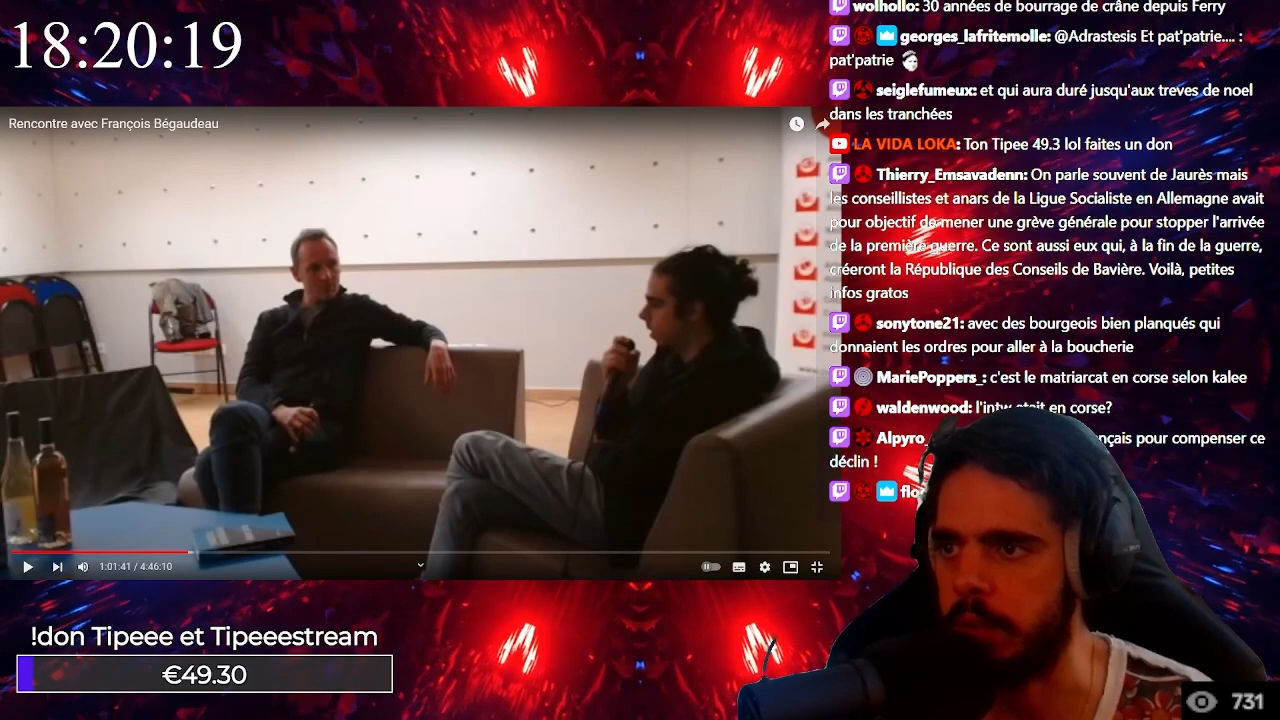 18:20:19
Rencontre avec François Bégaudeau
1:01:41 / 4:46:10
!don Tipeee et Tipeeestream
€49.30
wolhollo: 30 années de bourrage de crâne depuis Ferry
georges_lafritemolle: @Adrastesis Et pat'patrie.... :
pat'patrie
seiglefumeux: et qui aura duré jusqu'aux treves de noel
dans les tranchées
LA VIDA LOKA: Ton Tipee 49.3 lol faites un don
Thierry_Emsavadenn: On parle souvent de Jaurès mais
les conseillistes et anars de la Ligue Socialiste en Allemagne avait
pour objectif de mener une grève générale pour stopper l'arrivée
de la première guerre. Ce sont aussi eux qui, à la fin de la guerre,
créeront la République des Conseils de Bavière. Voilà, petites
infos gratos
sonytone21: avec des bourgeois bien planqués qui
donnaient les ordres pour aller à la boucherie
MariePoppers_: c'est le matriarcat en corse selon kalee
waldenwood: l'intw etait en corse?
Alpyro_ pour compenser ce
déclin !
731